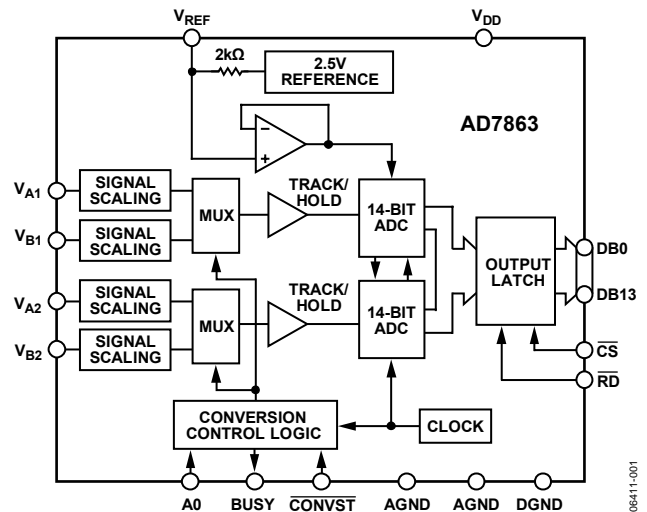 VREF
VDD
2kΩ
2.5V
REFERENCE
AD7863
−
+
VA1
SIGNAL
SCALING
MUX
TRACK/
HOLD
14-BIT
ADC
VB1
SIGNAL
SCALING
OUTPUT
LATCH
DB0
DB13
VA2
SIGNAL
SCALING
MUX
TRACK/
HOLD
14-BIT
ADC
VB2
SIGNAL
SCALING
CS
RD
CONVERSION
CONTROL LOGIC
CLOCK
A0
BUSY
CONVST
AGND
AGND
DGND
06411-001